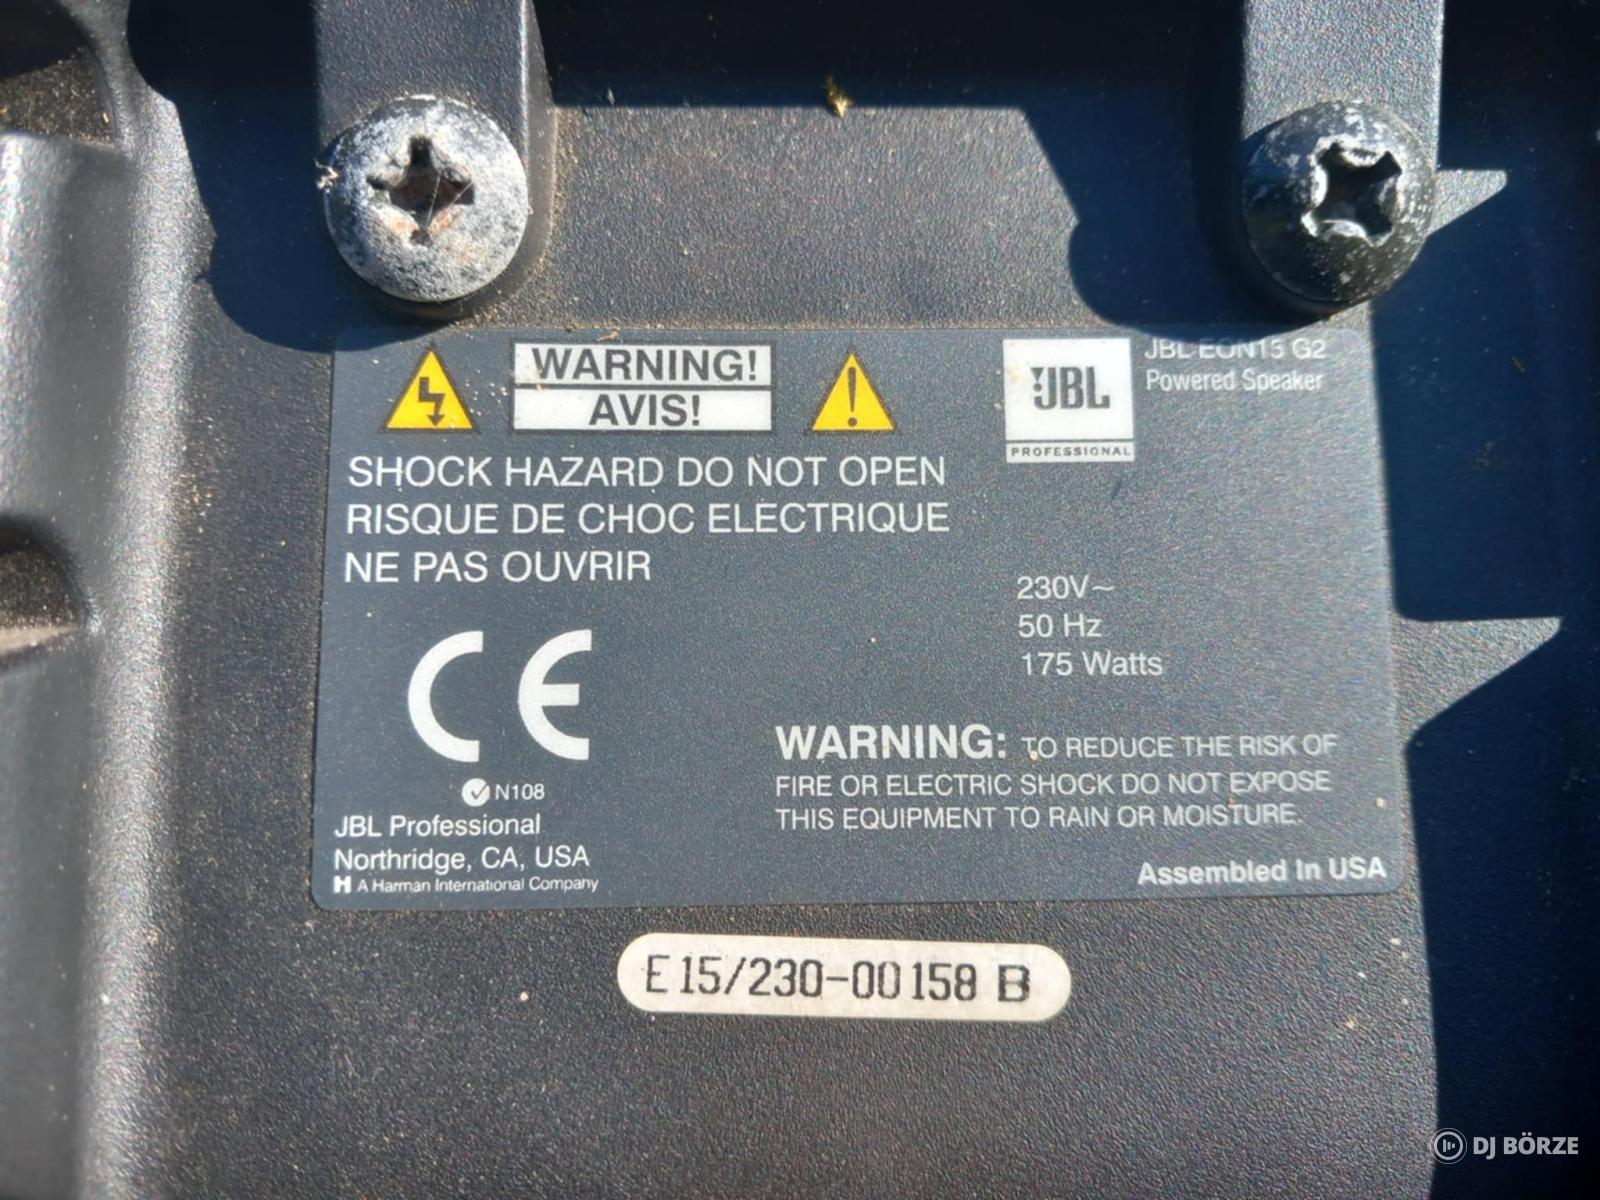 WARNING!
AVIS!
SHOCK HAZARD DO NOT OPEN
RISQUE DE CHOC ELECTRIQUE
NE PAS OUVRIR
JBL
PROFESSIONAL
JBL EON15 G2
Powered Speaker
230V~
50 Hz
175 Watts
CE
N108
JBL Professional
Northridge, CA, USA
H A Harman International Company
WARNING: TO REDUCE THE RISK OF
FIRE OR ELECTRIC SHOCK DO NOT EXPOSE
THIS EQUIPMENT TO RAIN OR MOISTURE.
Assembled In USA
E15/230-00158 B
DJ BÖRZE